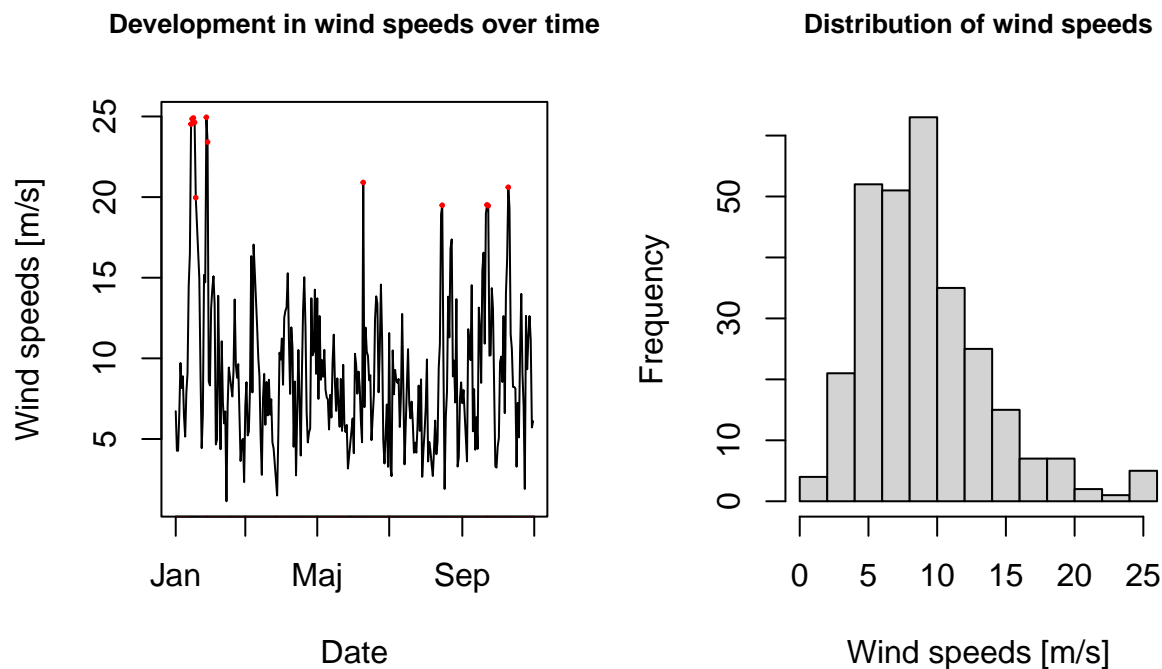 Development in wind speeds over time
Wind speeds [m/s]
25
20
15
10
5
Jan Maj Sep
Date
Distribution of wind speeds
Frequency
50
30
10
0
0 5 10 15 20 25
Wind speeds [m/s]